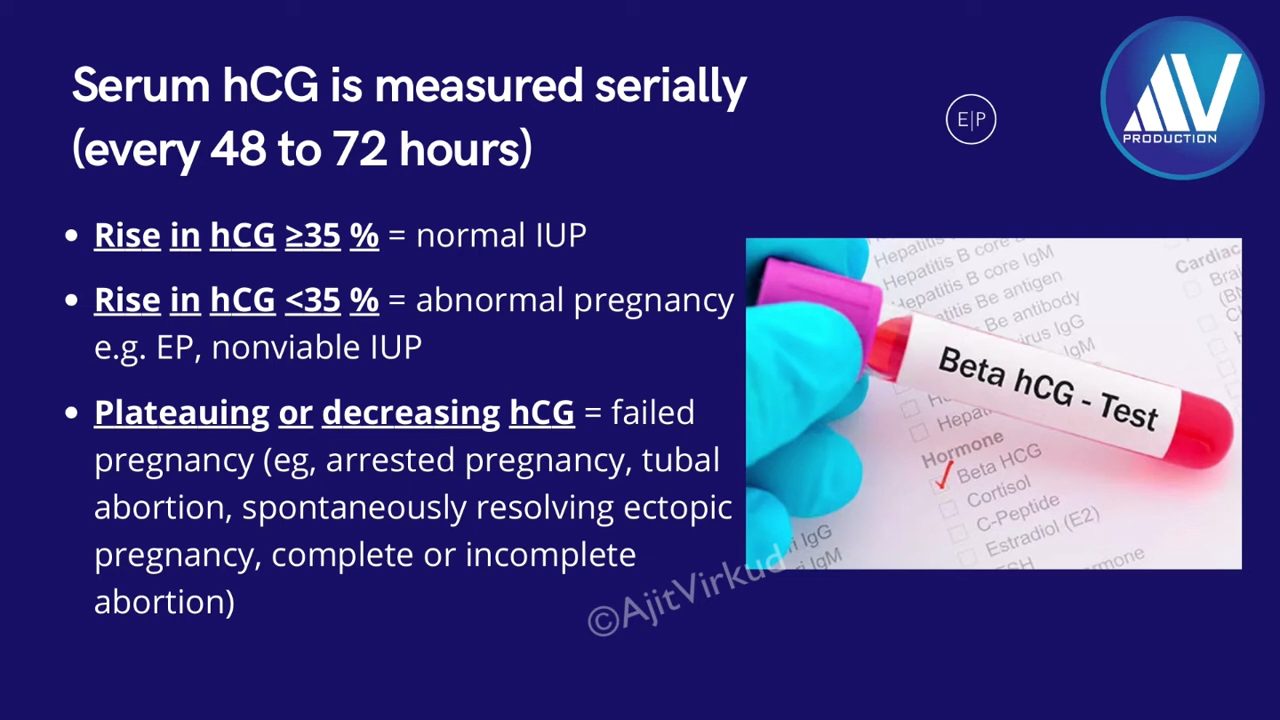 Serum hCG is measured serially
(every 48 to 72 hours)
E|P
AV
PRODUCTION
• Rise in hCG ≥35 % = normal IUP
• Rise in hCG <35 % = abnormal pregnancy
e.g. EP, nonviable IUP
• Plateauing or decreasing hCG = failed
pregnancy (eg, arrested pregnancy, tubal
abortion, spontaneously resolving ectopic
pregnancy, complete or incomplete
abortion)
Hepatitis B core
Hepatitis B core IgM
Hepatitis Be antigen
Be antibody
IgG
IgM
Cardiac
Beta hCG - Test
Hormone
Beta HCG
Cortisol
C-Peptide
Estradiol (E2)
IgG
IgM
©AjitVirkud